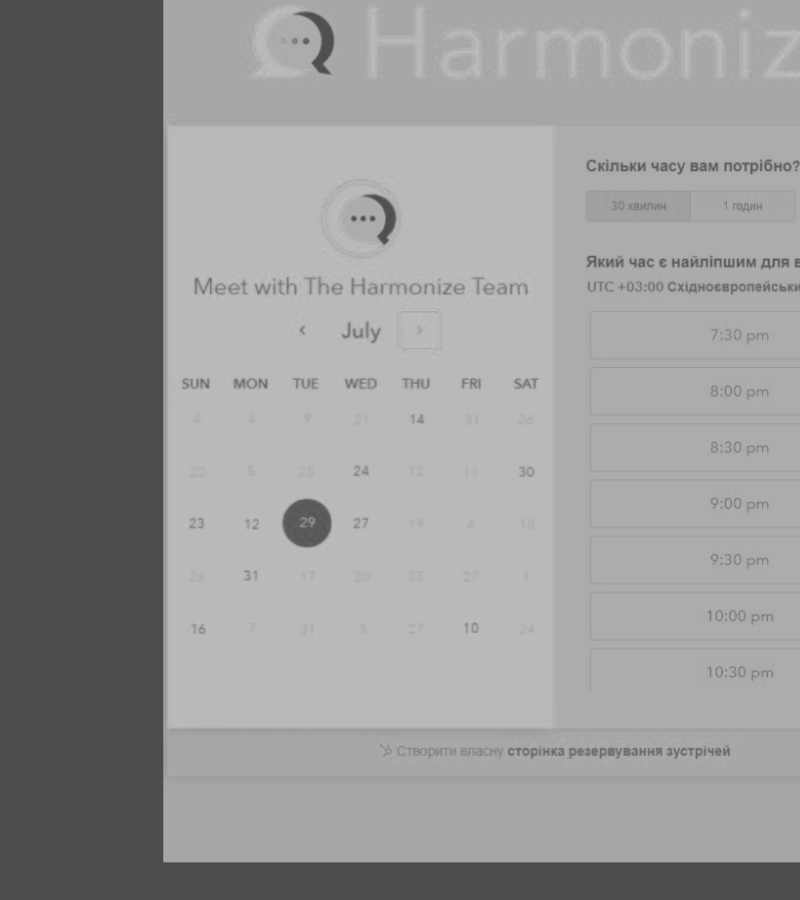 Harmoniz
Meet with The Harmonize Team
July
SUN MON TUE WED THU FRI SAT
4 4 9 21 14 31 26
22 5 25 24 12 11 30
23 12 29 27 19 4 10
26 31 17 20 25 27 1
16 7 31 27 10 24
Скільки часу вам потрібно?
30 хвилин 1 годин
Який час є найліпшим для в
UTC +03:00 Східноєвропейськи
7:30 pm
8:00 pm
8:30 pm
9:00 pm
9:30 pm
10:00 pm
10:30 pm
Створити власну сторінка резервування зустрічей